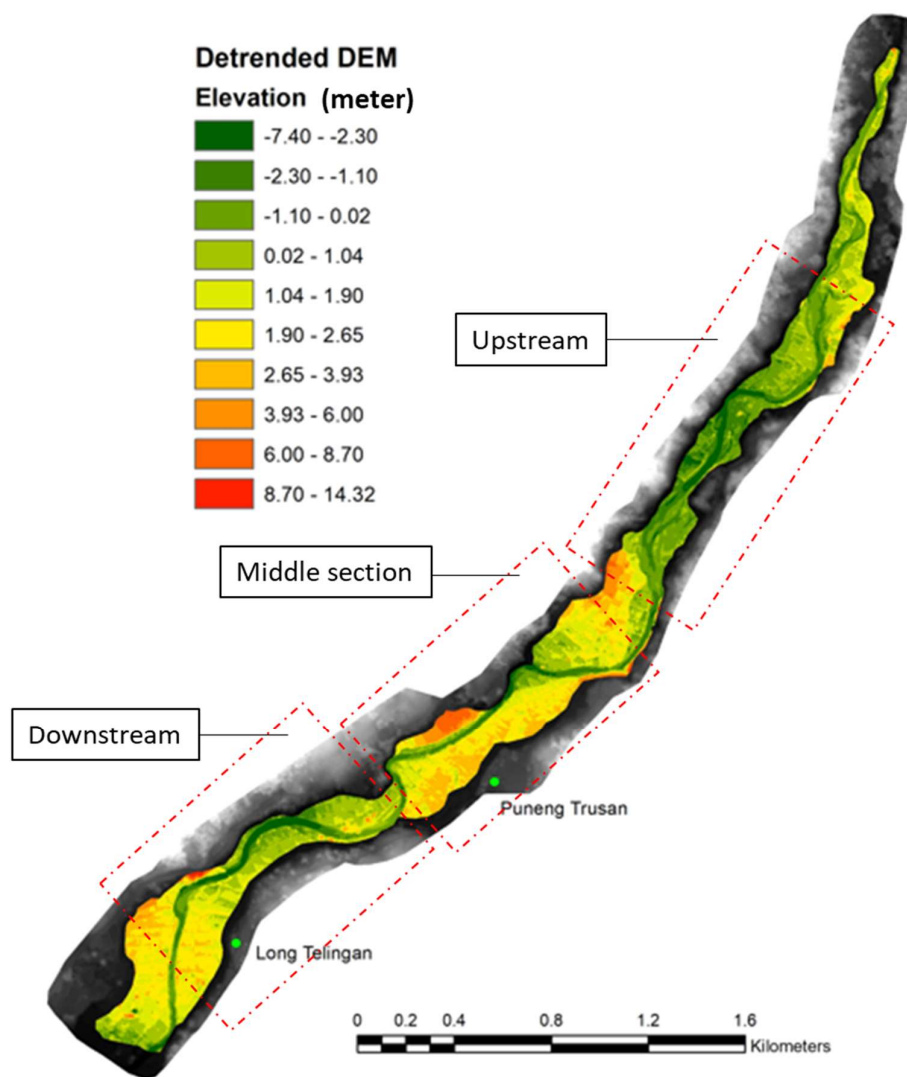 Detrended DEM
Elevation (meter)
-7.40 - -2.30
-2.30 - -1.10
-1.10 - 0.02
0.02 - 1.04
1.04 - 1.90
1.90 - 2.65
2.65 - 3.93
3.93 - 6.00
6.00 - 8.70
8.70 - 14.32
Upstream
Middle section
Downstream
Puneng Trusan
Long Telingan
0 0.2 0.4 0.8 1.2 1.6
Kilometers